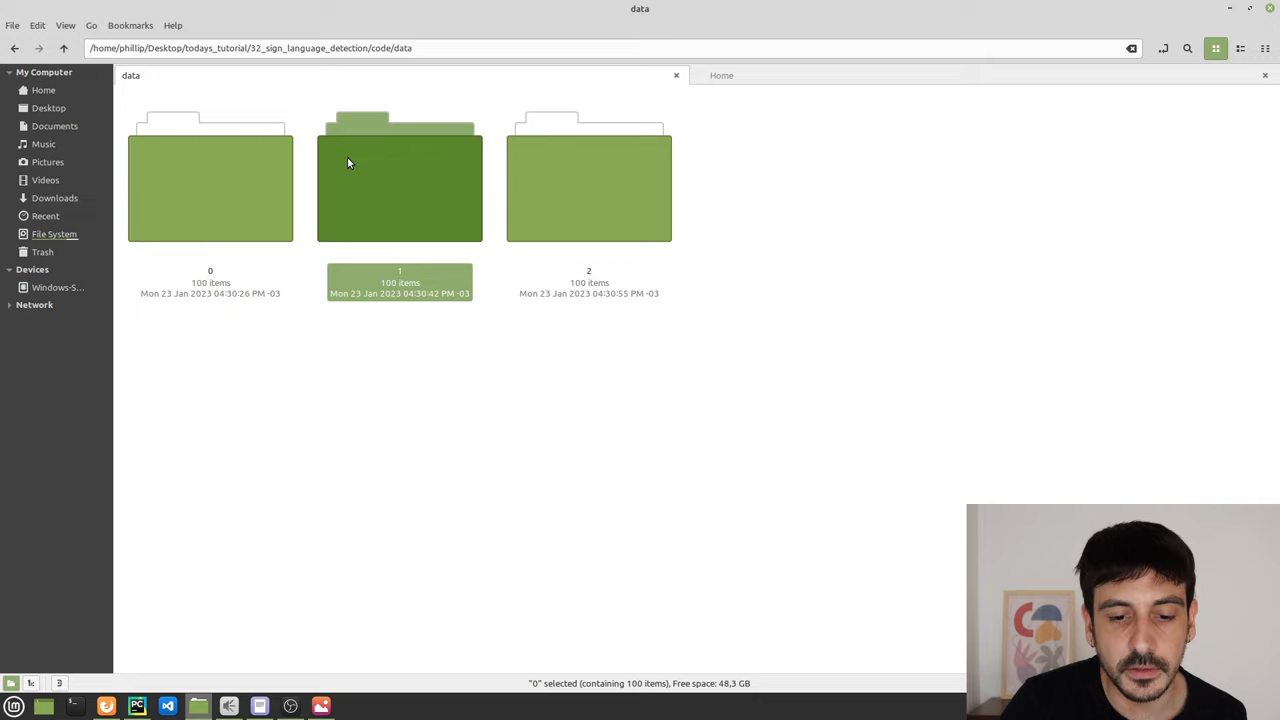 data
File Edit View Go Bookmarks Help
/home/phillip/Desktop/todays_tutorial/32_sign_language_detection/code/data
My Computer
Home
Desktop
Documents
Music
Pictures
Videos
Downloads
Recent
File System
Trash
Devices
Windows-S...
Network
data
Home
0
100 items
Mon 23 Jan 2023 04:30:26 PM -03
1
100 items
Mon 23 Jan 2023 04:30:42 PM -03
2
100 items
Mon 23 Jan 2023 04:30:55 PM -03
"0" selected (containing 100 items), Free space: 48,3 GB
PC